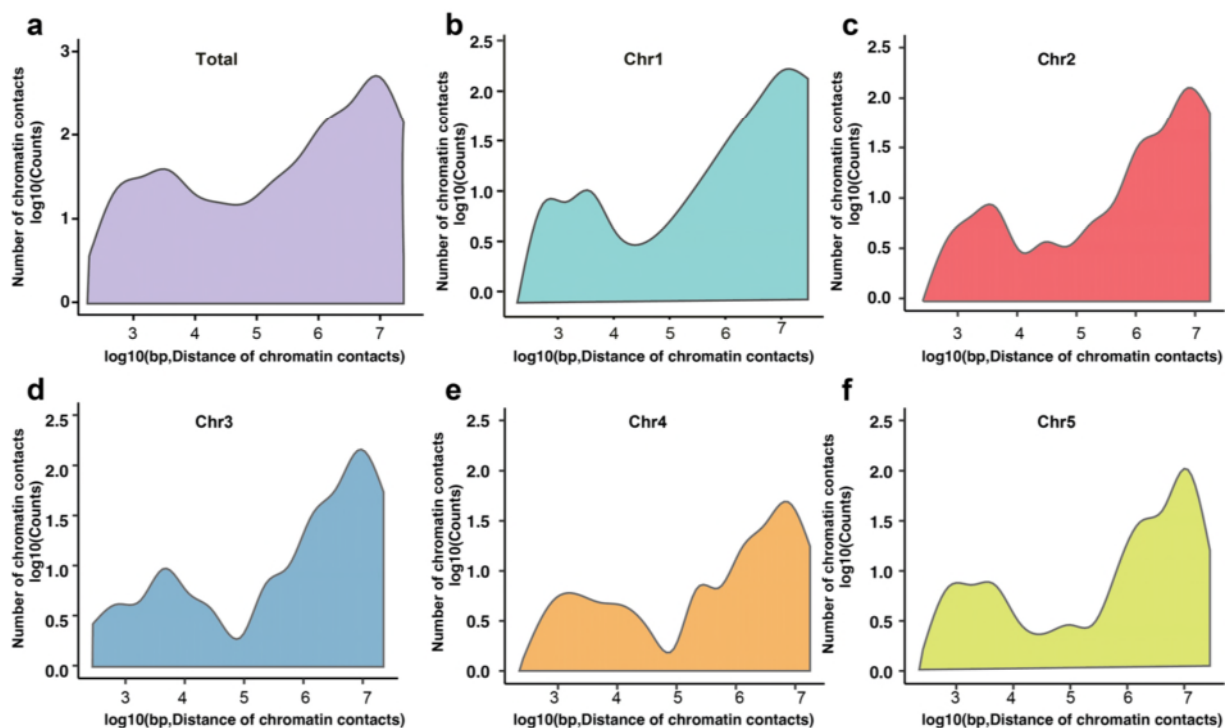 a
Total
Number of chromatin contacts
log10(Counts)
3
2
1
0
3 4 5 6 7
log10(bp,Distance of chromatin contacts)
b
Chr1
Number of chromatin contacts
log10(Counts)
2.5
2.0
1.5
1.0
0.5
0.0
3 4 5 6 7
log10(bp,Distance of chromatin contacts)
c
Chr2
Number of chromatin contacts
log10(Counts)
2.5
2.0
1.5
1.0
0.5
0.0
3 4 5 6 7
log10(bp,Distance of chromatin contacts)
d
Chr3
Number of chromatin contacts
log10(Counts)
2.5
2.0
1.5
1.0
0.5
0.0
3 4 5 6 7
log10(bp,Distance of chromatin contacts)
e
Chr4
Number of chromatin contacts
log10(Counts)
2.5
2.0
1.5
1.0
0.5
0.0
3 4 5 6 7
log10(bp,Distance of chromatin contacts)
f
Chr5
Number of chromatin contacts
log10(Counts)
2.5
2.0
1.5
1.0
0.5
0.0
3 4 5 6 7
log10(bp,Distance of chromatin contacts)